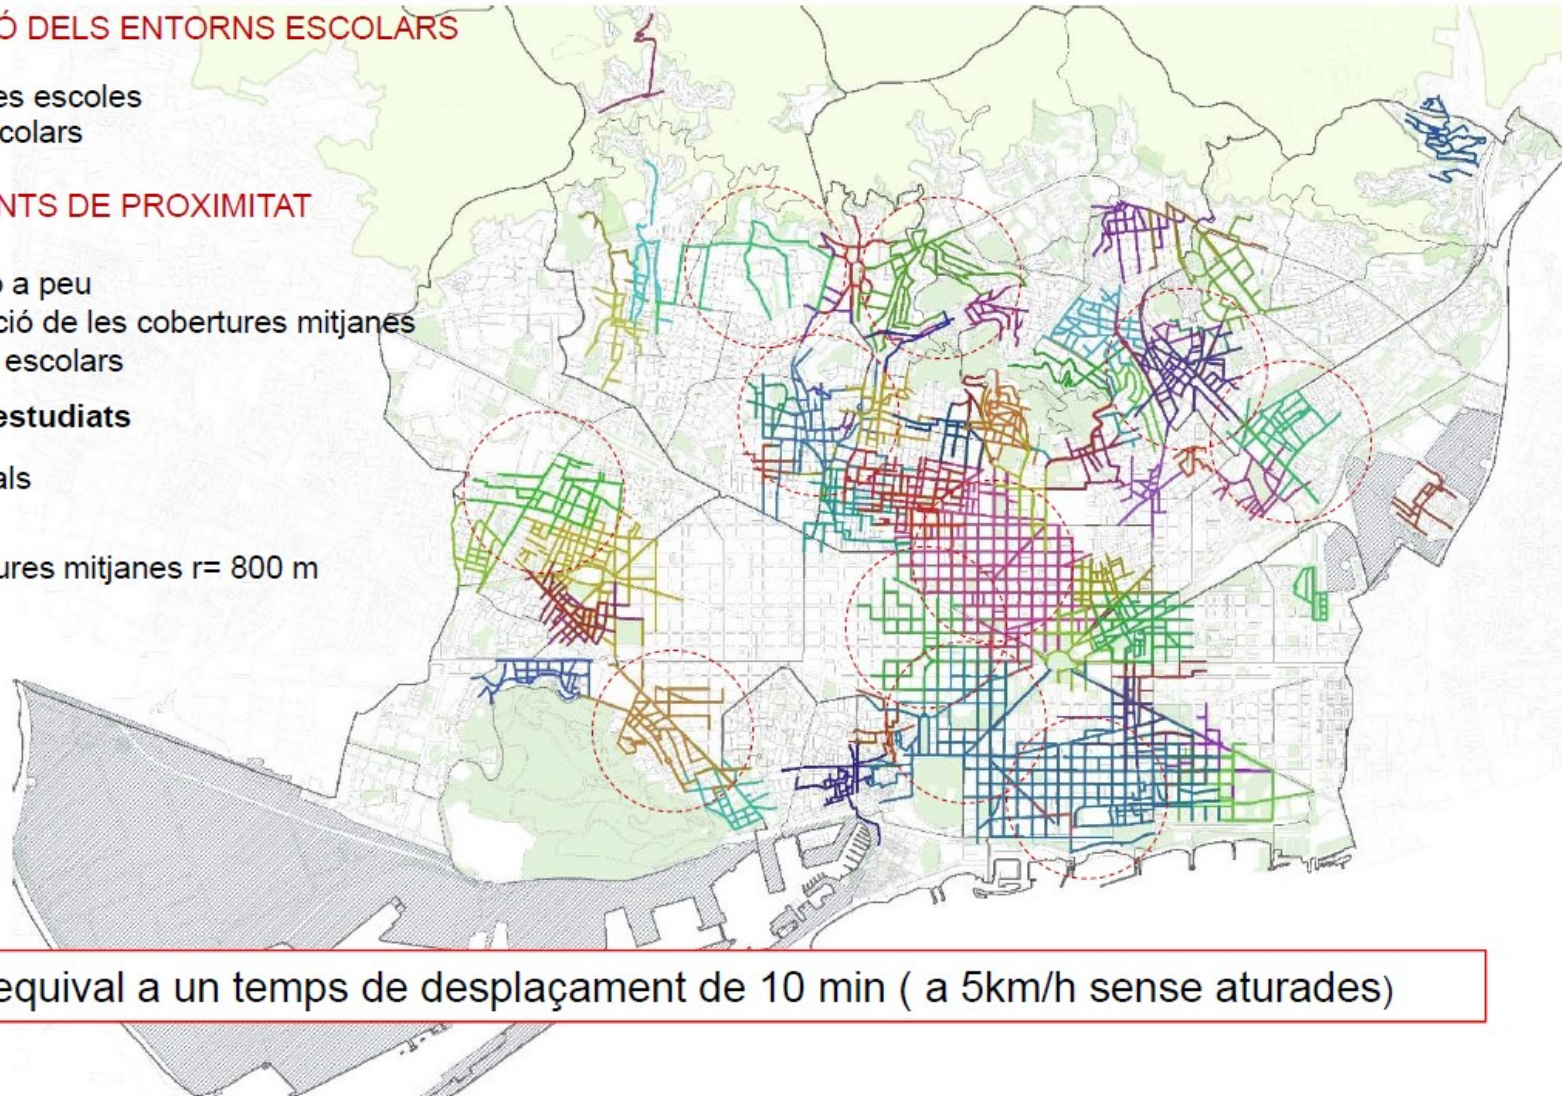 Ó DELS ENTORNS ESCOLARS
es escoles
colars
NTS DE PROXIMITAT
a peu
ció de les cobertures mitjanes
escolars
estudiats
als
ures mitjanes r= 800 m
equival a un temps de desplaçament de 10 min ( a 5km/h sense aturades)